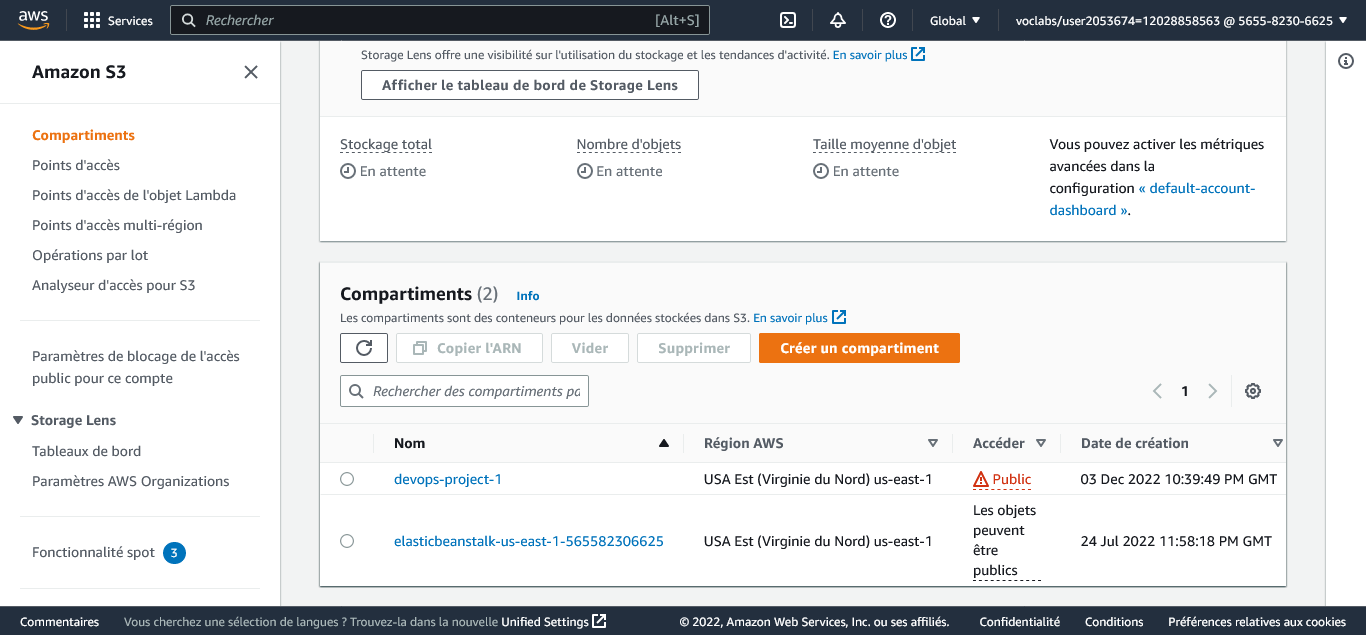 aws
Services
Rechercher
[Alt+S]
Global
voclabs/user2053674=12028858563 @ 5655-8230-6625
Amazon S3
Compartiments
Points d'accès
Points d'accès de l'objet Lambda
Points d'accès multi-région
Opérations par lot
Analyseur d'accès pour S3
Paramètres de blocage de l'accès
public pour ce compte
Storage Lens
Tableaux de bord
Paramètres AWS Organizations
Fonctionnalité spot 3
Storage Lens offre une visibilité sur l'utilisation du stockage et les tendances d'activité. En savoir plus
Afficher le tableau de bord de Storage Lens
Stockage total
En attente
Nombre d'objets
En attente
Taille moyenne d'objet
En attente
Vous pouvez activer les métriques
avancées dans la
configuration « default-account-
dashboard ».
Compartiments (2) Info
Les compartiments sont des conteneurs pour les données stockées dans S3. En savoir plus
Copier l'ARN
Vider
Supprimer
Créer un compartiment
Rechercher des compartiments pa
1
Nom
Région AWS
Accéder
Date de création
devops-project-1
USA Est (Virginie du Nord) us-east-1
Public
03 Dec 2022 10:39:49 PM GMT
elasticbeanstalk-us-east-1-565582306625
USA Est (Virginie du Nord) us-east-1
Les objets
peuvent
être
publics
24 Jul 2022 11:58:18 PM GMT
Commentaires
Vous cherchez une sélection de langues ? Trouvez-la dans la nouvelle Unified Settings
© 2022, Amazon Web Services, Inc. ou ses affiliés.
Confidentialité
Conditions
Préférences relatives aux cookies